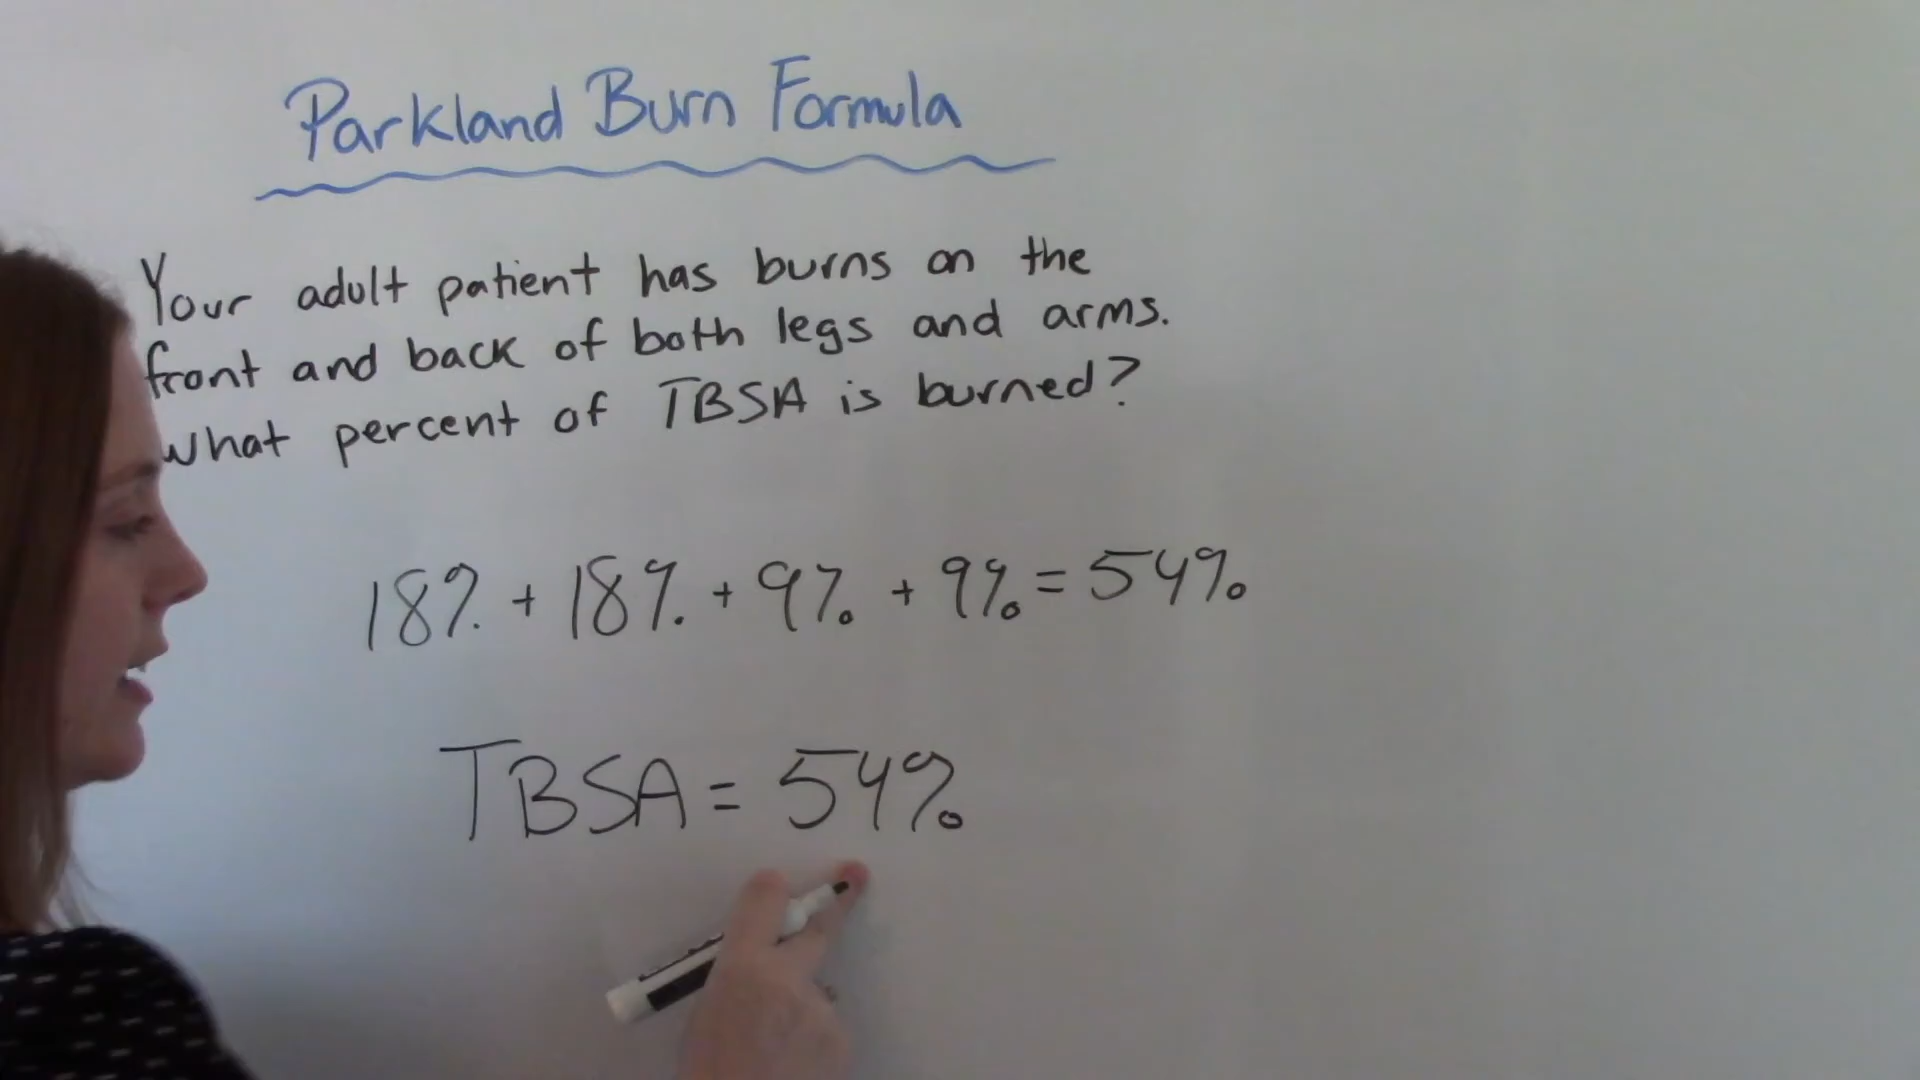 Parkland Burn Formula
Your adult patient has burns on the
front and back of both legs and arms.
what percent of TBSA is burned?
18% + 18% + 9% + 9% = 54%
TBSA = 54%